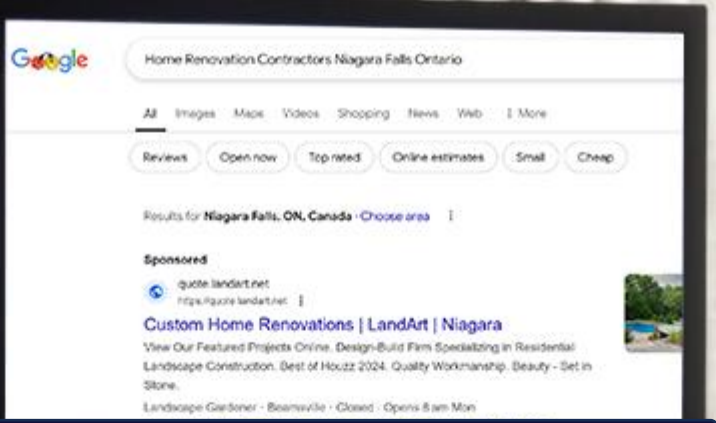 Google
Home Renovation Contractors Niagara Falls Ontario
All Images Maps Videos Shopping News Web More
Reviews Open now Top rated Online estimates Small Cheap
Results for Niagara Falls, ON, Canada · Choose area
Sponsored
quote.landart.net
https://quote.landart.net
Custom Home Renovations | LandArt | Niagara
View Our Featured Projects Online. Design-Build Firm Specializing in Residential
Landscape Construction. Best of Houzz 2024. Quality Workmanship. Beauty - Set in
Stone.
Landscape Gardener · Beamsville · Closed · Opens 8 am Mon